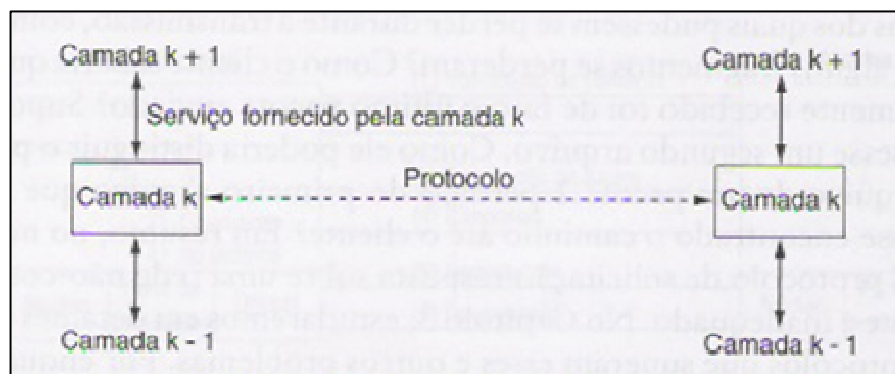 Camada k + 1 Camada k + 1
Serviço fornecido pela camada k
Protocolo
Camada k Camada k
Camada k - 1 Camada k - 1